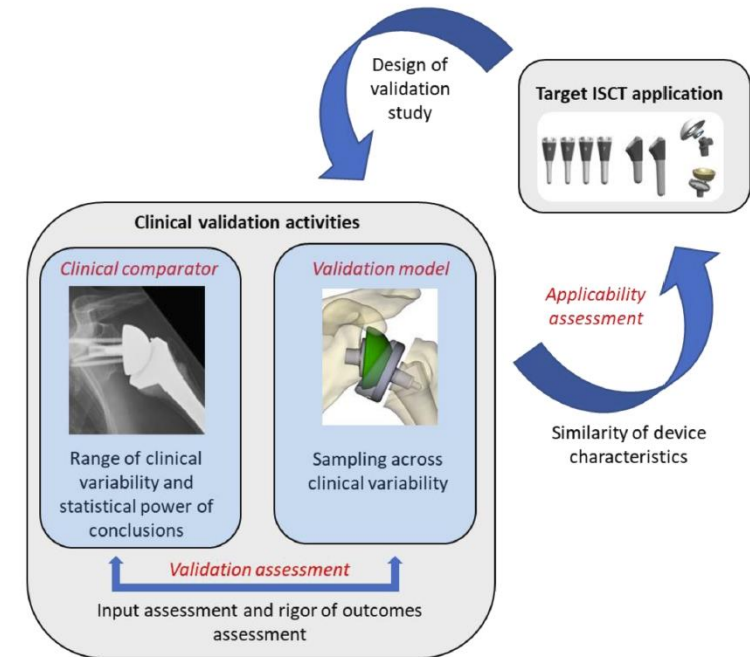 Design of
validation
study
Target ISCT application
Clinical validation activities
Clinical comparator
Range of clinical
variability and
statistical power of
conclusions
Validation model
Sampling across
clinical variability
Validation assessment
Input assessment and rigor of outcomes
assessment
Applicability
assessment
Similarity of device
characteristics